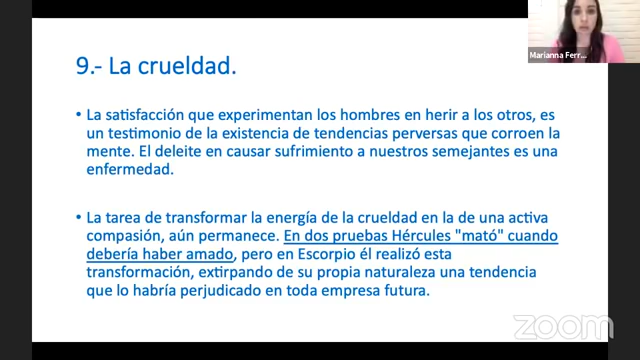 9.- La crueldad.
Marianna Ferr...
• La satisfacción que experimentan los hombres en herir a los otros, es
un testimonio de la existencia de tendencias perversas que corroen la
mente. El deleite en causar sufrimiento a nuestros semejantes es una
enfermedad.
• La tarea de transformar la energía de la crueldad en la de una activa
compasión, aún permanece. En dos pruebas Hércules "mató" cuando
debería haber amado, pero en Escorpio él realizó esta
transformación, extirpando de su propia naturaleza una tendencia
que lo habría perjudicado en toda empresa futura.
zoom